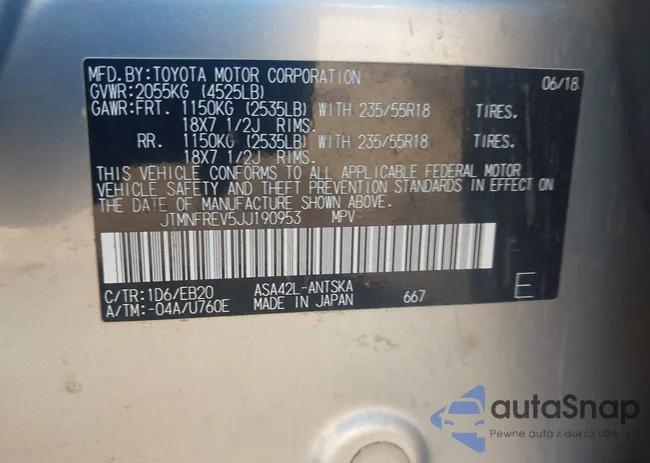 MFD.BY:TOYOTA MOTOR CORPORATION 06/18
GVWR:2055KG (4525LB)
GAWR:FRT. 1150KG (2535LB) WITH 235/55R18 TIRES.
18X7 1/2J RIMS.
RR. 1150KG (2535LB) WITH 235/55R18 TIRES.
18X7 1/2J RIMS.
THIS VEHICLE CONFORMS TO ALL APPLICABLE FEDERAL MOTOR
VEHICLE SAFETY AND THEFT PREVENTION STANDARDS IN EFFECT ON
THE DATE OF MANUFACTURE SHOWN ABOVE.
JTMNFREV5JJ190953 MPV
C/TR:1D6/EB20 ASA42L-ANTSKA
A/TM:-04A/U760E MADE IN JAPAN 667 E
autoSnap
Pewne auta z aukcji USA i EU